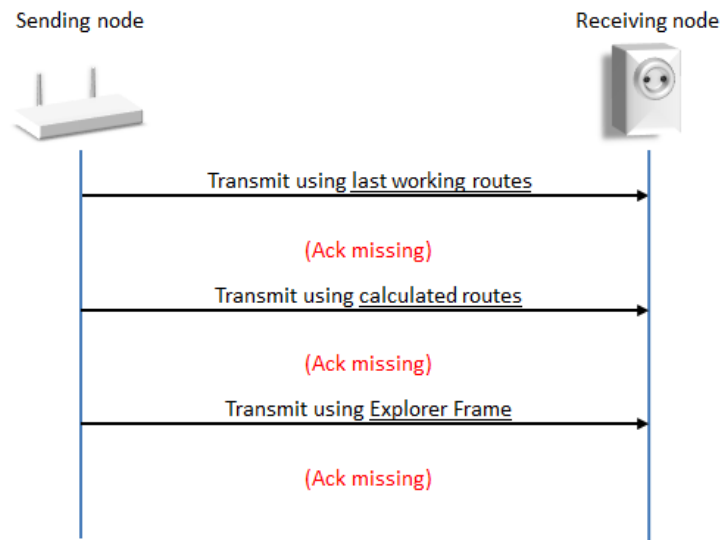 Sending node
Receiving node
Transmit using last working routes
(Ack missing)
Transmit using calculated routes
(Ack missing)
Transmit using Explorer Frame
(Ack missing)